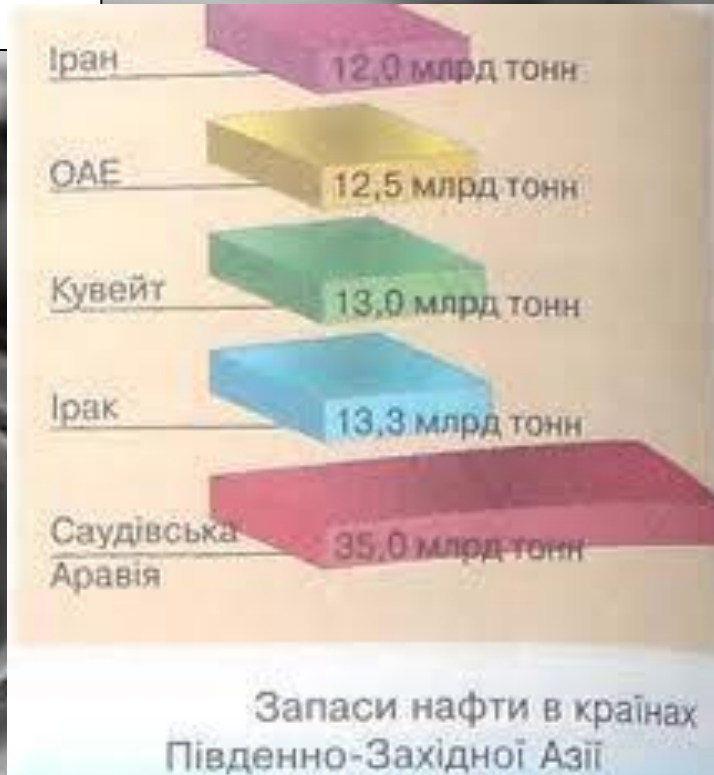 Іран
12,0 млрд тонн
ОАЕ
12,5 млрд тонн
Кувейт
13,0 млрд тонн
Ірак
13,3 млрд тонн
Саудівська
Аравія
35,0 млрд тонн
Запаси нафти в країнах
Південно-Західної Азії